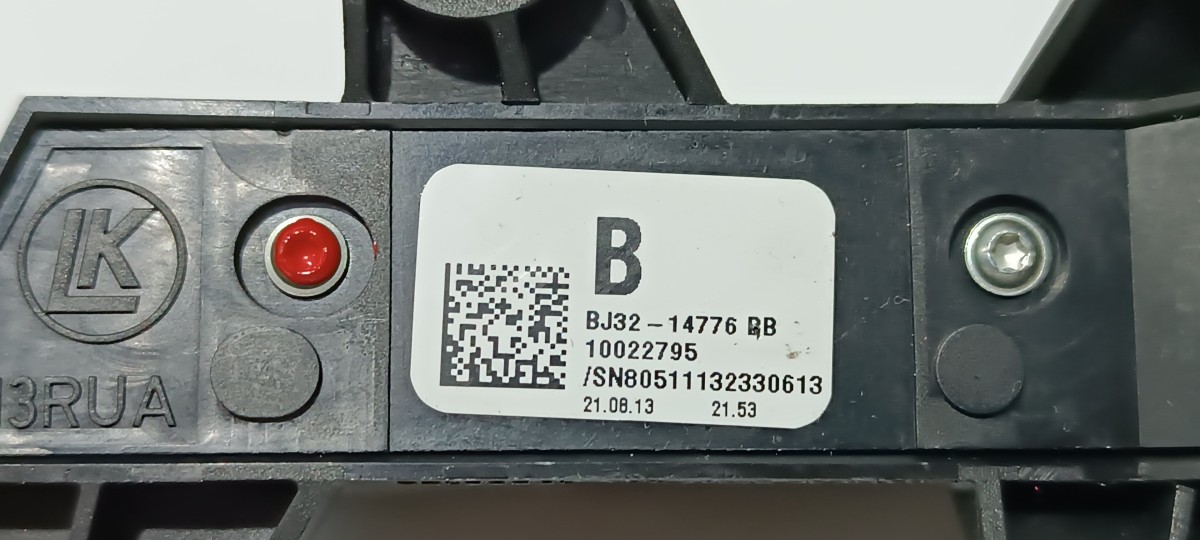 LK
13RUA
B
BJ32-14776 BB
10022795
/SN80511132330613
21.08.13 21.53